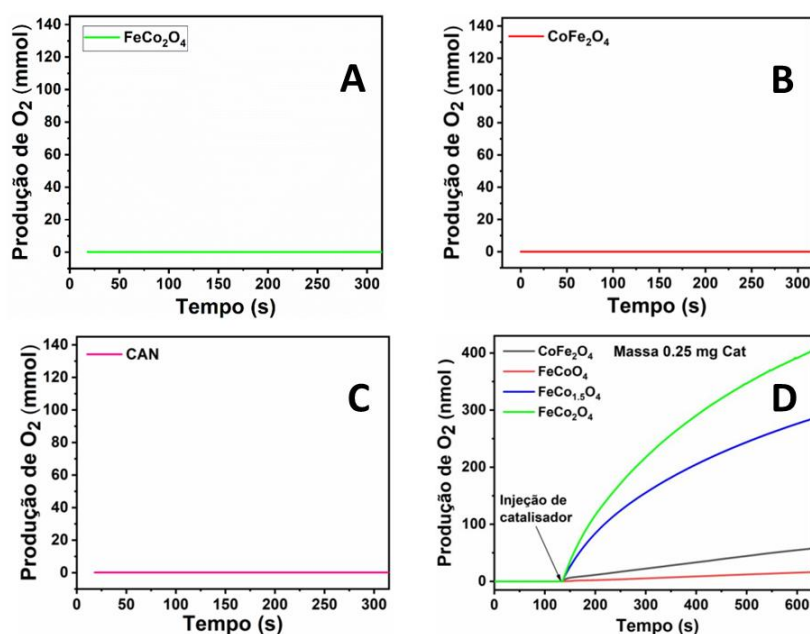 FeCo₂O₄
A
Produção de O₂ (mmol)
140
120
100
80
60
40
20
0
0 50 100 150 200 250 300
Tempo (s)
CoFe₂O₄
B
Produção de O₂ (mmol)
140
120
100
80
60
40
20
0
0 50 100 150 200 250 300
Tempo (s)
CAN
C
Produção de O₂ (mmol)
140
120
100
80
60
40
20
0
0 50 100 150 200 250 300
Tempo (s)
CoFe₂O₄ Massa 0.25 mg Cat
FeCoO₄
FeCo₁.₅O₄
FeCo₂O₄
D
Injeção de
catalisador
Produção de O₂ (nmol)
400
300
200
100
0
0 100 200 300 400 500 600
Tempo (s)